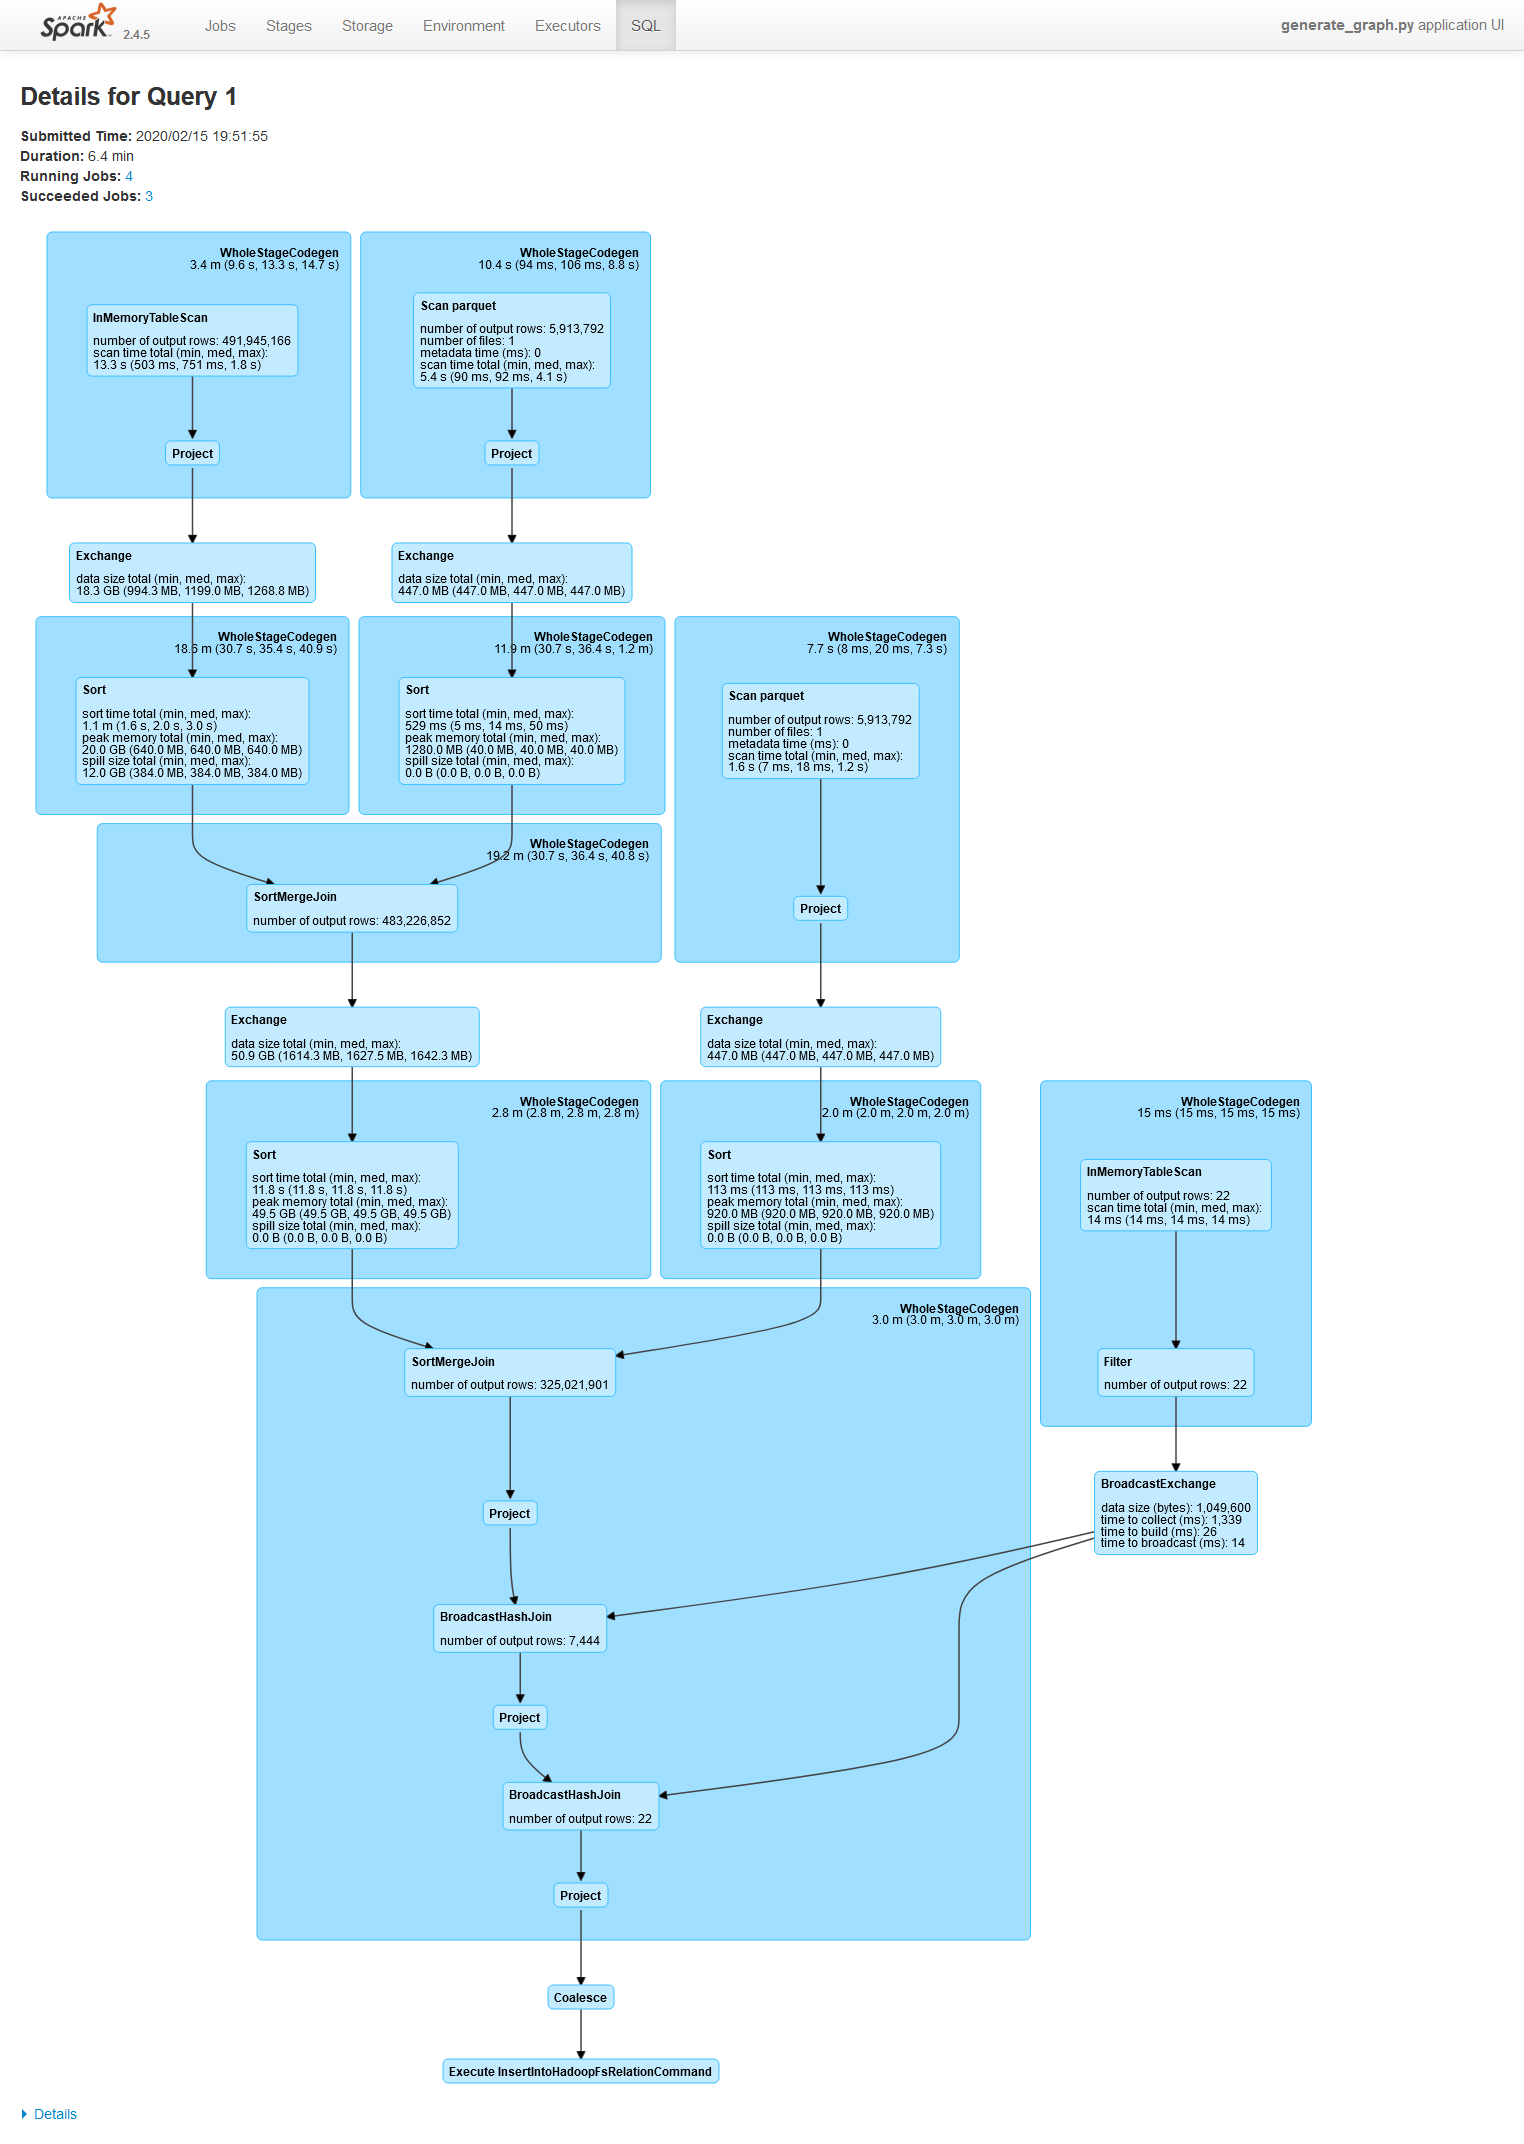 APACHE
Spark 2.4.5
Jobs
Stages
Storage
Environment
Executors
SQL
generate_graph.py application UI
Details for Query 1
Submitted Time: 2020/02/15 19:51:55
Duration: 6.4 min
Running Jobs: 4
Succeeded Jobs: 3
WholeStageCodegen
3.4 m (9.6 s, 13.3 s, 14.7 s)
InMemoryTableScan
number of output rows: 491,945,166
scan time total (min, med, max):
13.3 s (503 ms, 751 ms, 1.8 s)
Project
WholeStageCodegen
10.4 s (94 ms, 106 ms, 8.8 s)
Scan parquet
number of output rows: 5,913,792
number of files: 1
metadata time (ms): 0
scan time total (min, med, max):
5.4 s (90 ms, 92 ms, 4.1 s)
Project
Exchange
data size total (min, med, max):
18.3 GB (994.3 MB, 1199.0 MB, 1268.8 MB)
Exchange
data size total (min, med, max):
447.0 MB (447.0 MB, 447.0 MB, 447.0 MB)
WholeStageCodegen
18.5 m (30.7 s, 35.4 s, 40.9 s)
Sort
sort time total (min, med, max):
1.1 m (1.6 s, 2.0 s, 3.0 s)
peak memory total (min, med, max):
20.0 GB (640.0 MB, 640.0 MB, 640.0 MB)
spill size total (min, med, max):
12.0 GB (384.0 MB, 384.0 MB, 384.0 MB)
WholeStageCodegen
11.9 m (30.7 s, 36.4 s, 1.2 m)
Sort
sort time total (min, med, max):
529 ms (5 ms, 14 ms, 50 ms)
peak memory total (min, med, max):
1280.0 MB (40.0 MB, 40.0 MB, 40.0 MB)
spill size total (min, med, max):
0.0 B (0.0 B, 0.0 B, 0.0 B)
WholeStageCodegen
7.7 s (8 ms, 20 ms, 7.3 s)
Scan parquet
number of output rows: 5,913,792
number of files: 1
metadata time (ms): 0
scan time total (min, med, max):
1.6 s (7 ms, 18 ms, 1.2 s)
Project
WholeStageCodegen
19.2 m (30.7 s, 36.4 s, 40.8 s)
SortMergeJoin
number of output rows: 483,226,852
Exchange
data size total (min, med, max):
50.9 GB (1614.3 MB, 1627.5 MB, 1642.3 MB)
Exchange
data size total (min, med, max):
447.0 MB (447.0 MB, 447.0 MB, 447.0 MB)
WholeStageCodegen
2.8 m (2.8 m, 2.8 m, 2.8 m)
Sort
sort time total (min, med, max):
11.8 s (11.8 s, 11.8 s, 11.8 s)
peak memory total (min, med, max):
49.5 GB (49.5 GB, 49.5 GB, 49.5 GB)
spill size total (min, med, max):
0.0 B (0.0 B, 0.0 B, 0.0 B)
WholeStageCodegen
2.0 m (2.0 m, 2.0 m, 2.0 m)
Sort
sort time total (min, med, max):
113 ms (113 ms, 113 ms, 113 ms)
peak memory total (min, med, max):
920.0 MB (920.0 MB, 920.0 MB, 920.0 MB)
spill size total (min, med, max):
0.0 B (0.0 B, 0.0 B, 0.0 B)
WholeStageCodegen
15 ms (15 ms, 15 ms, 15 ms)
InMemoryTableScan
number of output rows: 22
scan time total (min, med, max):
14 ms (14 ms, 14 ms, 14 ms)
Filter
number of output rows: 22
WholeStageCodegen
3.0 m (3.0 m, 3.0 m, 3.0 m)
SortMergeJoin
number of output rows: 325,021,901
Project
BroadcastExchange
data size (bytes): 1,049,600
time to collect (ms): 1,339
time to build (ms): 26
time to broadcast (ms): 14
BroadcastHashJoin
number of output rows: 7,444
Project
BroadcastHashJoin
number of output rows: 22
Project
Coalesce
Execute InsertIntoHadoopFsRelationCommand
Details